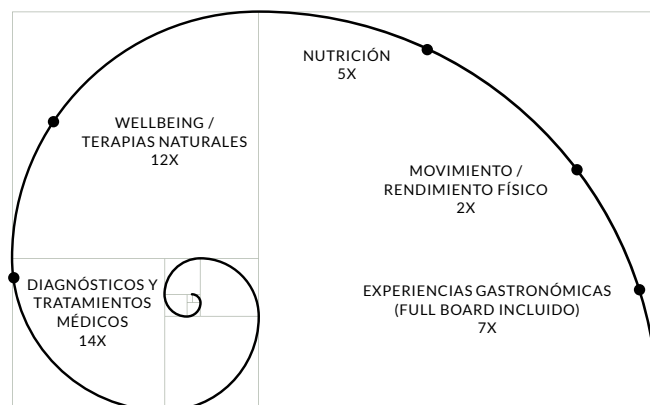 NUTRICIÓN
5X
WELLBEING /
TERAPIAS NATURALES
12X
MOVIMIENTO /
RENDIMIENTO FÍSICO
2X
DIAGNÓSTICOS Y
TRATAMIENTOS
MÉDICOS
14X
EXPERIENCIAS GASTRONÓMICAS
(FULL BOARD INCLUIDO)
7X